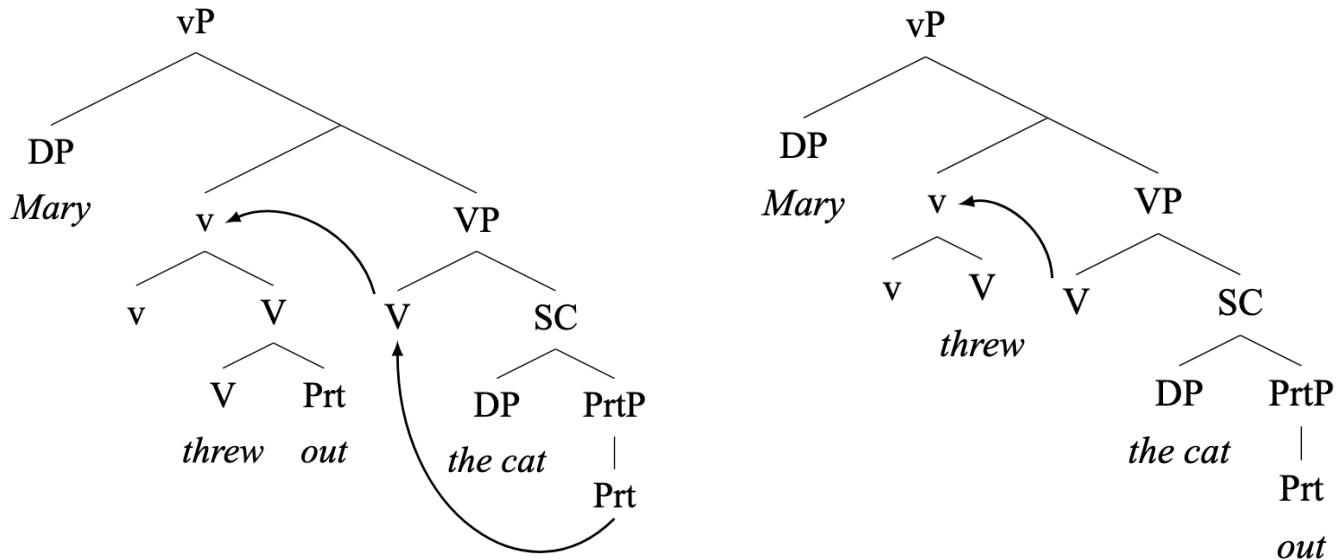 vP
DP
Mary
v
VP
v
V
V
SC
V
Prt
threw
out
DP
PrtP
the cat
Prt
vP
DP
Mary
v
VP
v
V
threw
V
SC
DP
PrtP
the cat
Prt
out